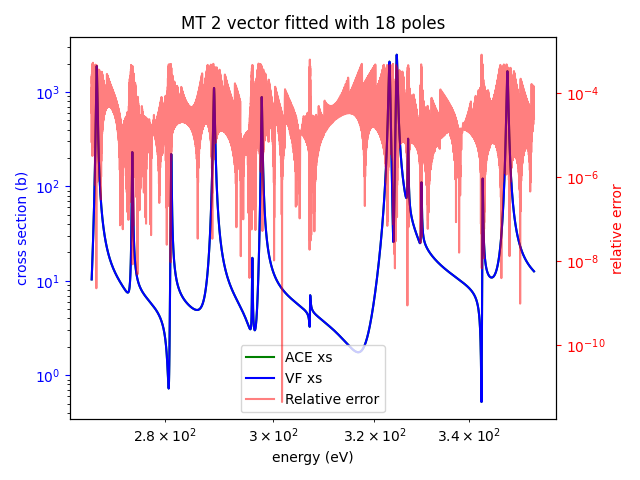 MT 2 vector fitted with 18 poles
cross section (b)
10³
10²
10¹
10⁰
10⁻⁴
10⁻⁶
10⁻⁸
10⁻¹⁰
relative error
ACE xs
VF xs
Relative error
2.8 × 10² 3 × 10² 3.2 × 10² 3.4 × 10²
energy (eV)